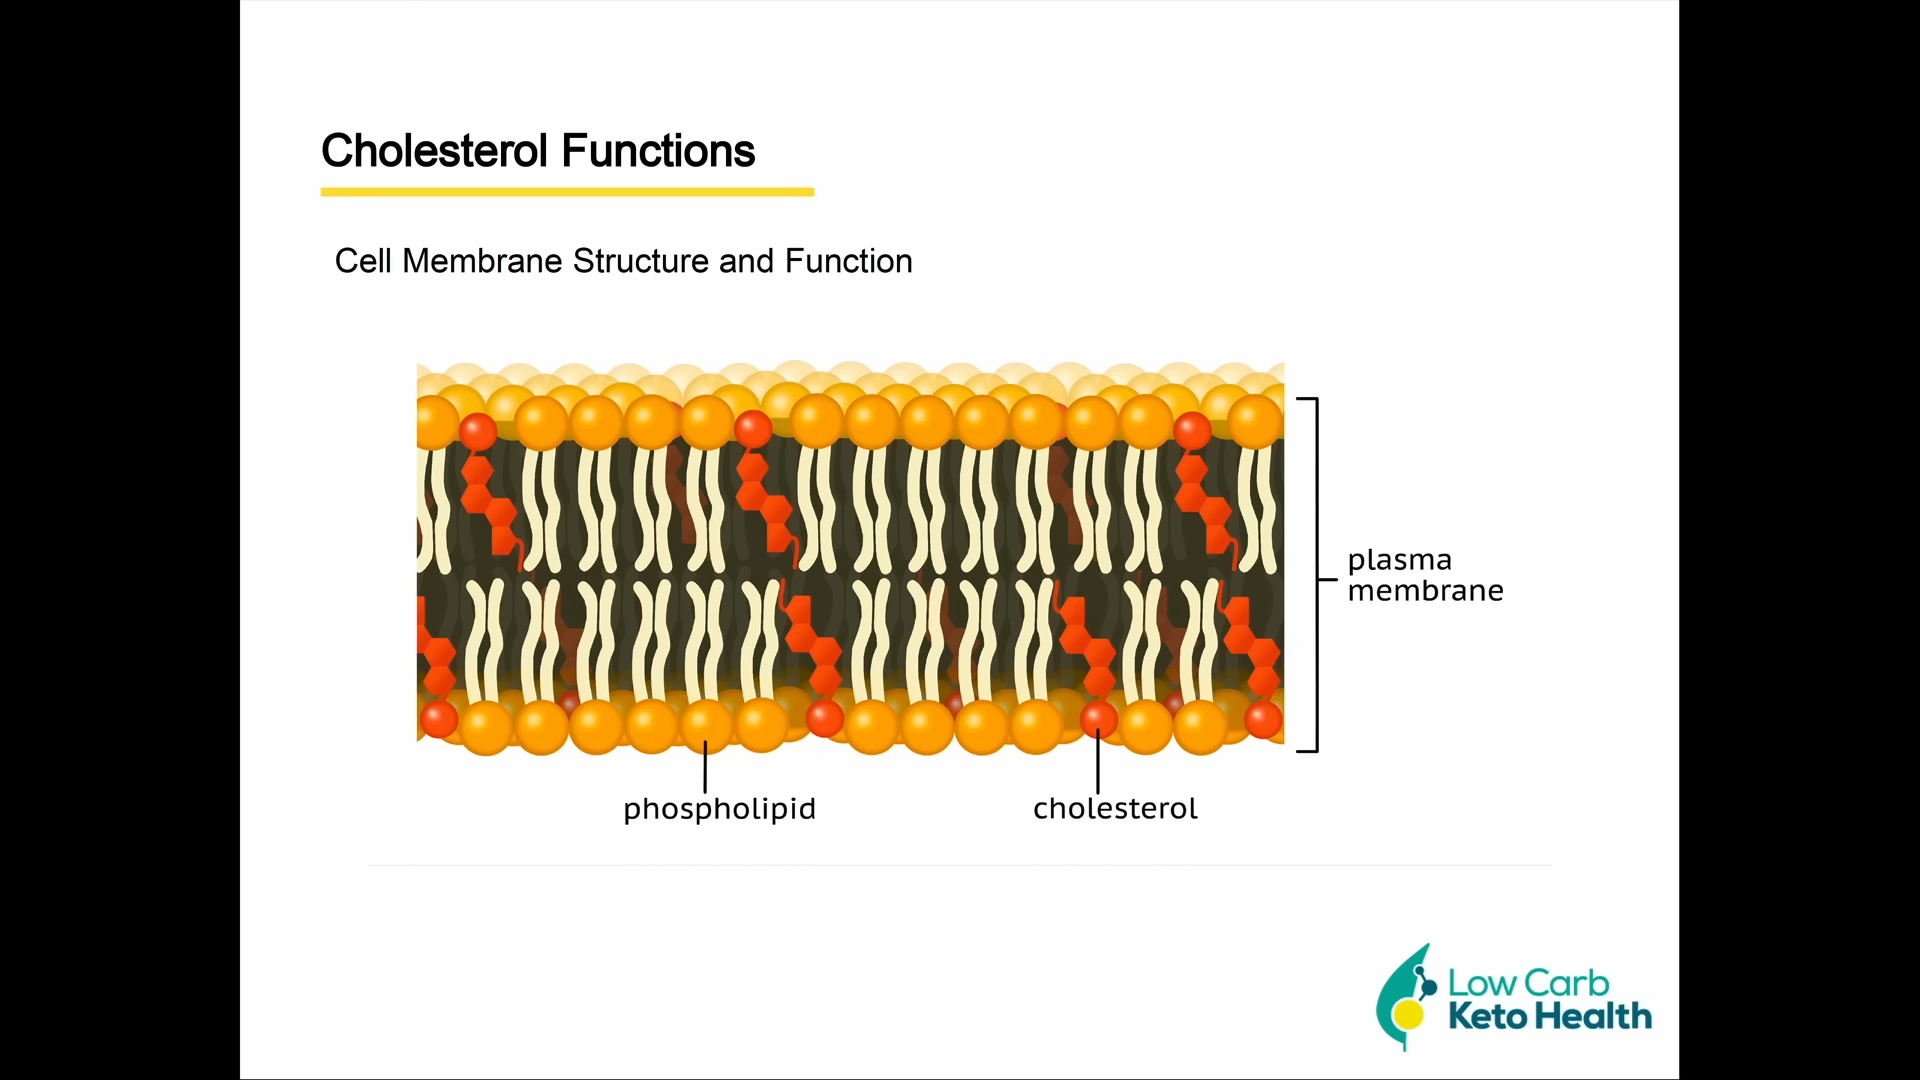 Cholesterol Functions
Cell Membrane Structure and Function
plasma
membrane
phospholipid
cholesterol
Low Carb
Keto Health